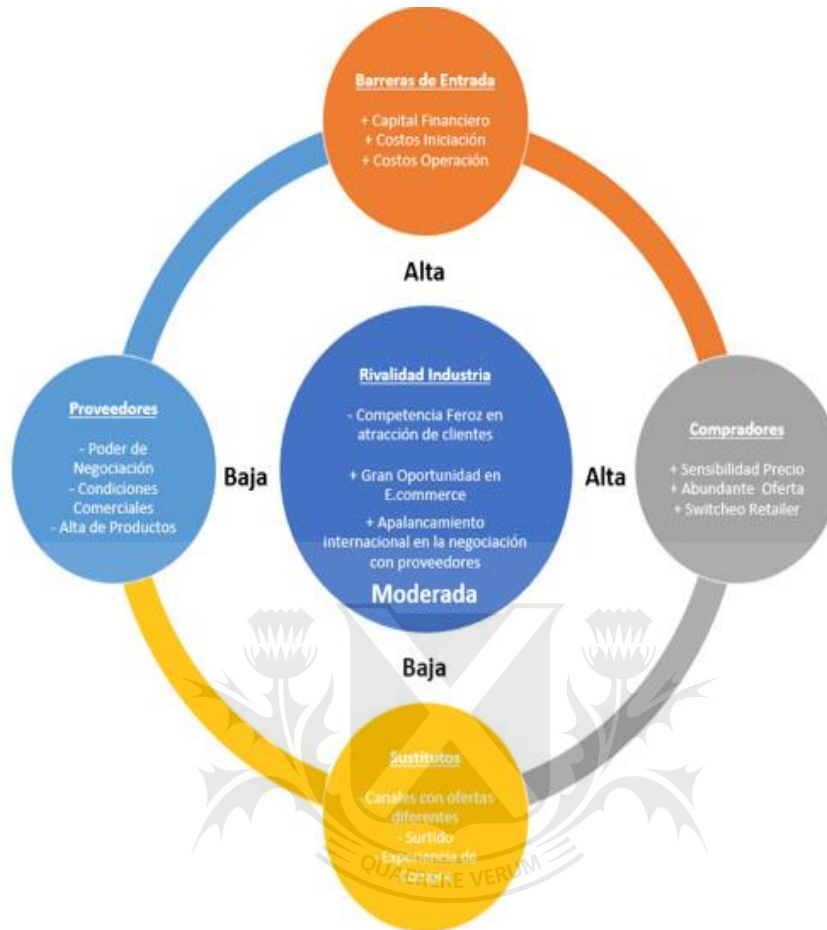 Barreras de Entrada
+ Capital Financiero
+ Costos Iniciación
+ Costos Operación
Alta
Proveedores
- Poder de
Negociación
- Condiciones
Comerciales
- Alta de Productos
Baja
Rivalidad Industria
- Competencia Feroz en
atracción de clientes
+ Gran Oportunidad en
E.commerce
+ Apalancamiento
internacional en la negociación
con proveedores
Moderada
Alta
Compradores
+ Sensibilidad Precio
+ Abundante Oferta
+ Switcheo Retailer
Baja
Sustitutos
- Canales con ofertas
diferentes
- Surtido
- Experiencia de
Compra
QUAERERE VERUM